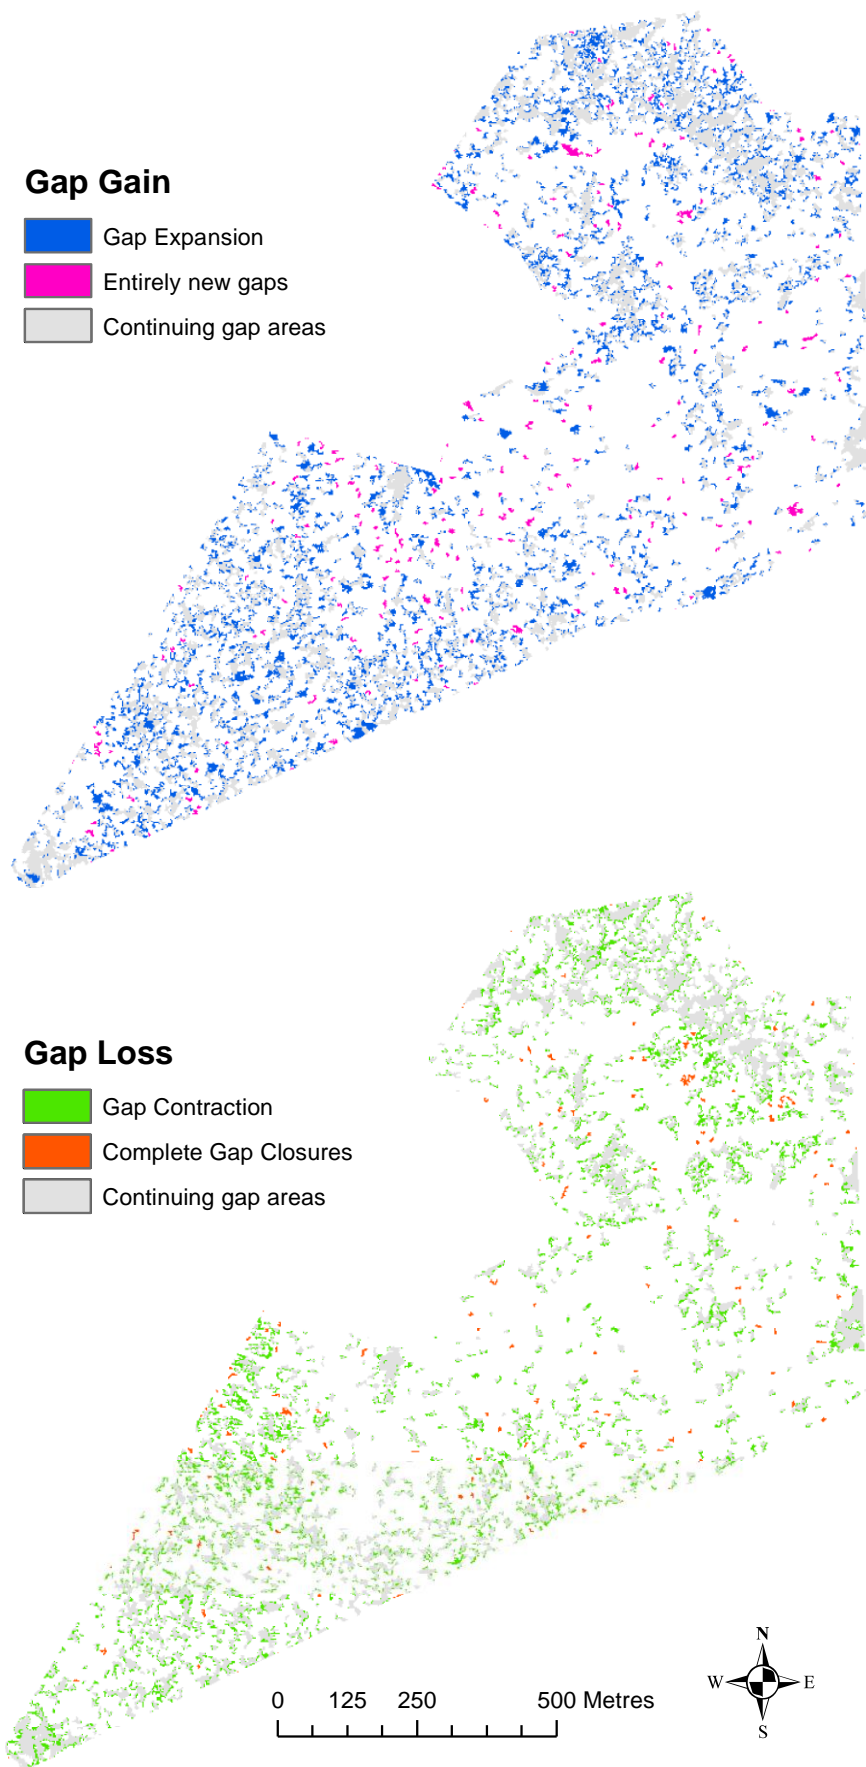 Gap Gain
Gap Expansion
Entirely new gaps
Continuing gap areas
Gap Loss
Gap Contraction
Complete Gap Closures
Continuing gap areas
N
W E
S
0 125 250 500 Metres